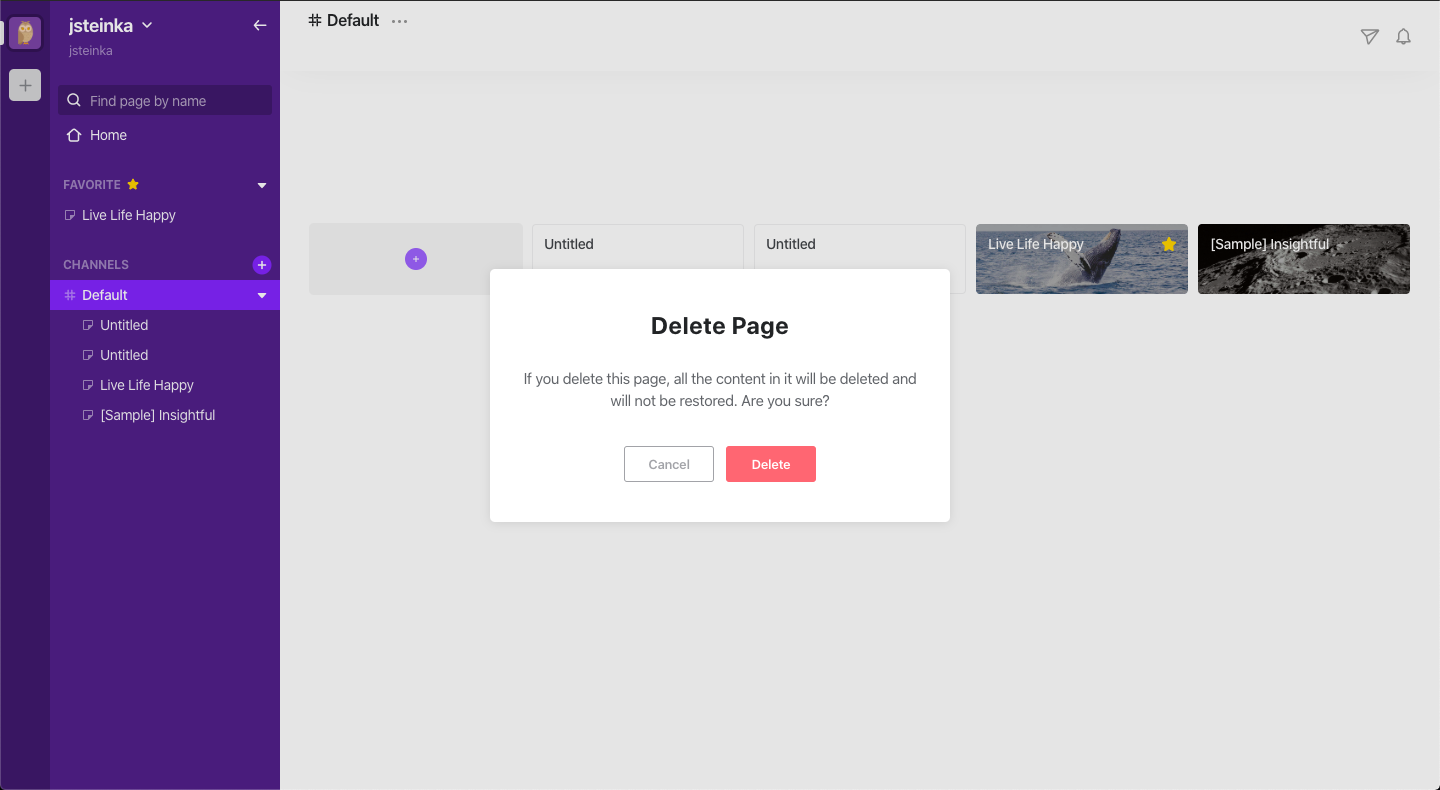 jsteinka
jsteinka
Find page by name
Home
FAVORITE
Live Life Happy
CHANNELS
# Default
Untitled
Untitled
Live Life Happy
[Sample] Insightful
# Default ...
Untitled
Untitled
Live Life Happy
[Sample] Insightful
Delete Page
If you delete this page, all the content in it will be deleted and
will not be restored. Are you sure?
Cancel
Delete